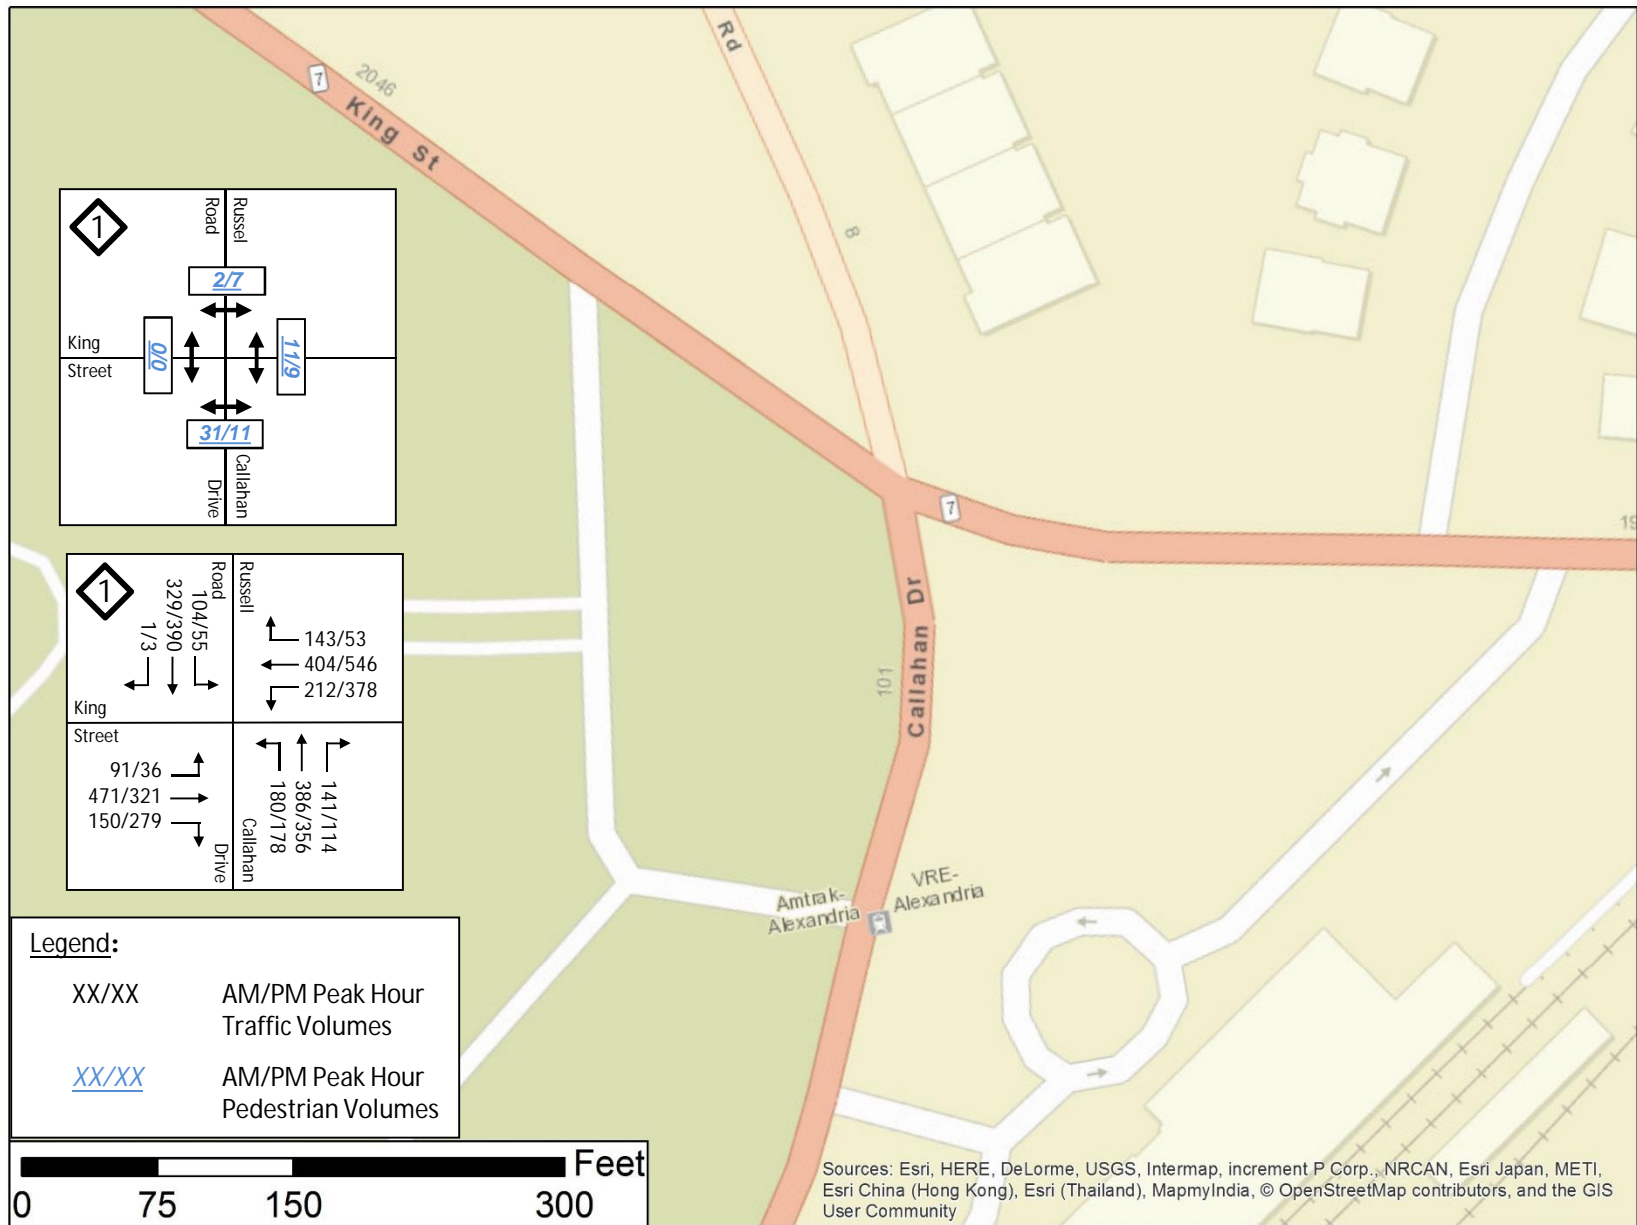 Rd
7
2046
King St
8
1
Russel
Road
2/7
King
Street
0/0
11/9
31/11
Callahan
Drive
7
19
1
Russell
Road
104/55
329/390
1/3
143/53
404/546
212/378
King
Street
91/36
471/321
150/279
180/178
386/356
141/114
Callahan
Drive
Callahan Dr
101
Amtrak-
Alexandria
VRE-
Alexandria
Legend:
XX/XX AM/PM Peak Hour
Traffic Volumes
XX/XX AM/PM Peak Hour
Pedestrian Volumes
Feet
0 75 150 300
Sources: Esri, HERE, DeLorme, USGS, Intermap, increment P Corp., NRCAN, Esri Japan, METI,
Esri China (Hong Kong), Esri (Thailand), MapmyIndia, © OpenStreetMap contributors, and the GIS
User Community